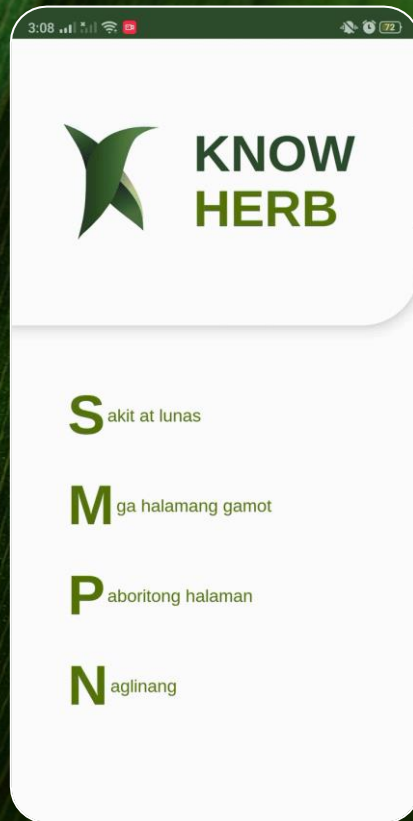 3:08
72
KNOW
HERB
Sakit at lunas
Mga halamang gamot
Paboritong halaman
Naglinang